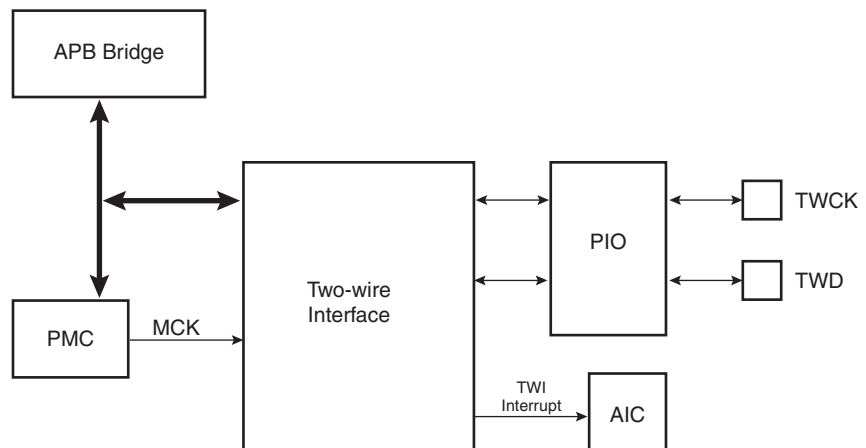 APB Bridge
TWCK
PIO
TWD
Two-wire
Interface
MCK
PMC
TWI
Interrupt
AIC